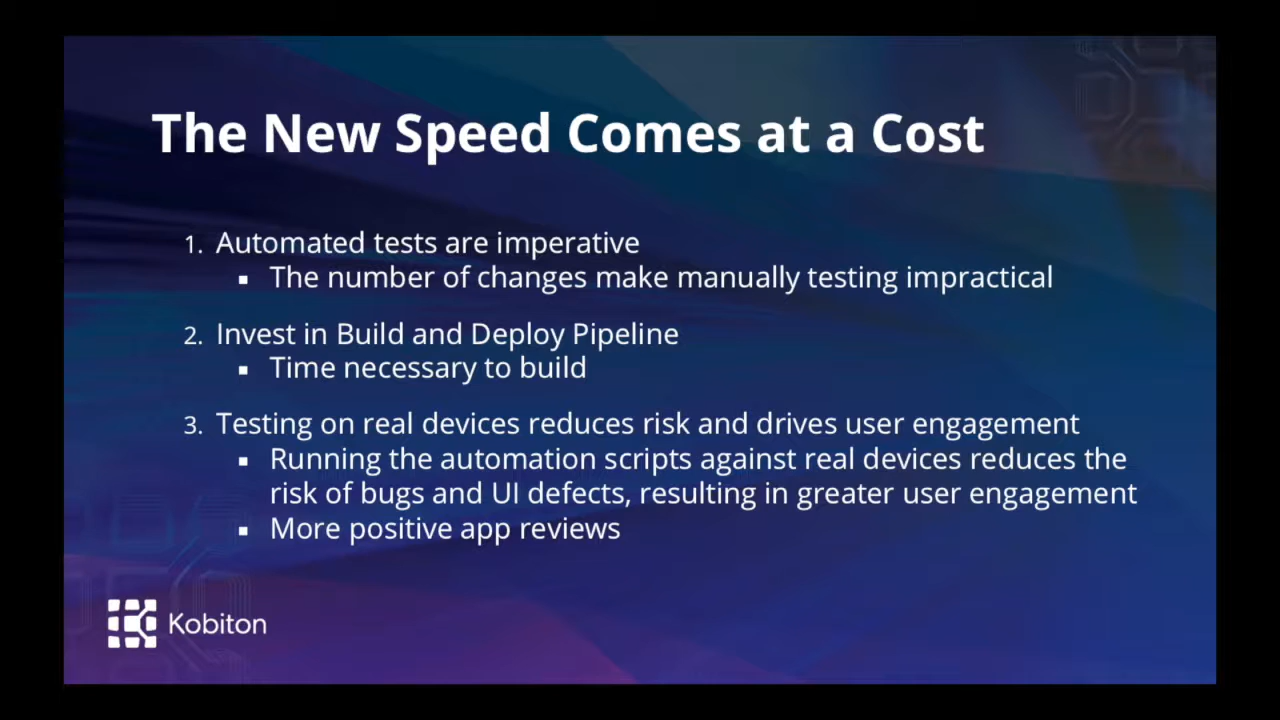 The New Speed Comes at a Cost
1. Automated tests are imperative
▪ The number of changes make manually testing impractical
2. Invest in Build and Deploy Pipeline
▪ Time necessary to build
3. Testing on real devices reduces risk and drives user engagement
▪ Running the automation scripts against real devices reduces the
risk of bugs and UI defects, resulting in greater user engagement
▪ More positive app reviews
Kobiton